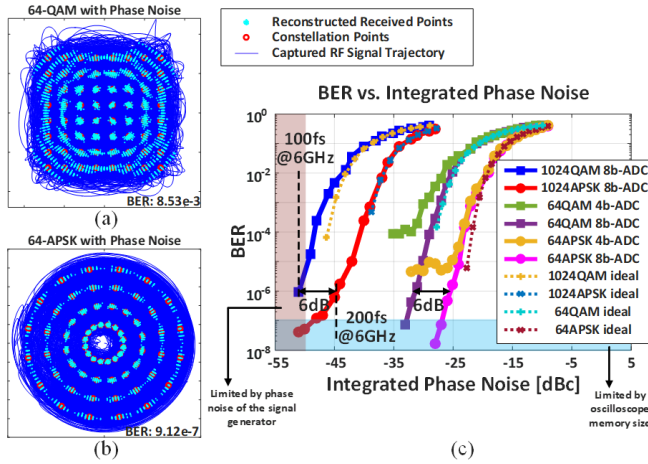 64-QAM with Phase Noise
(a)
BER: 8.53e-3
64-APSK with Phase Noise
BER: 9.12e-7
(b)
Reconstructed Received Points
Constellation Points
Captured RF Signal Trajectory
BER vs. Integrated Phase Noise
BER
10^0
10^-2
10^-4
10^-6
10^-8
100fs
@6GHz
6dB
200fs
@6GHz
6dB
1024QAM 8b-ADC
1024APSK 8b-ADC
64QAM 4b-ADC
64QAM 8b-ADC
64APSK 4b-ADC
64APSK 8b-ADC
1024QAM ideal
1024APSK ideal
64QAM ideal
64APSK ideal
-55 -45 -35 -25 -15 -5 5
Integrated Phase Noise [dBc]
Limited by phase
noise of the signal
generator
Limited by
oscilloscope
memory size
(c)